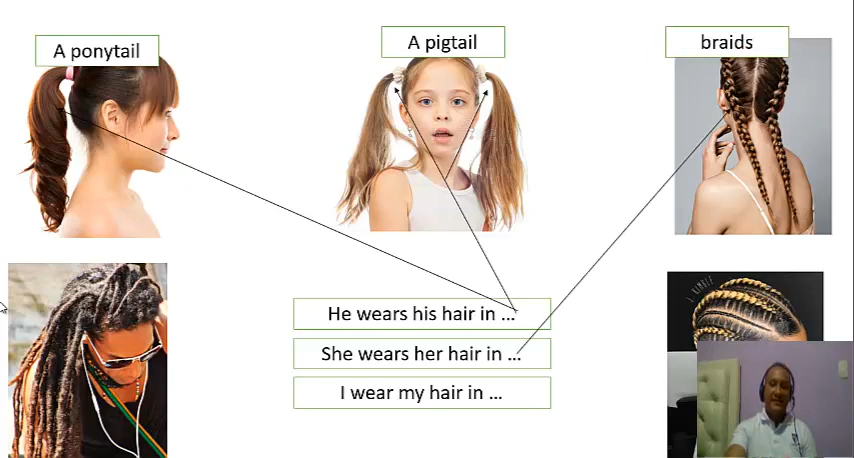 A ponytail
A pigtail
braids
He wears his hair in ...
She wears her hair in ...
I wear my hair in ...